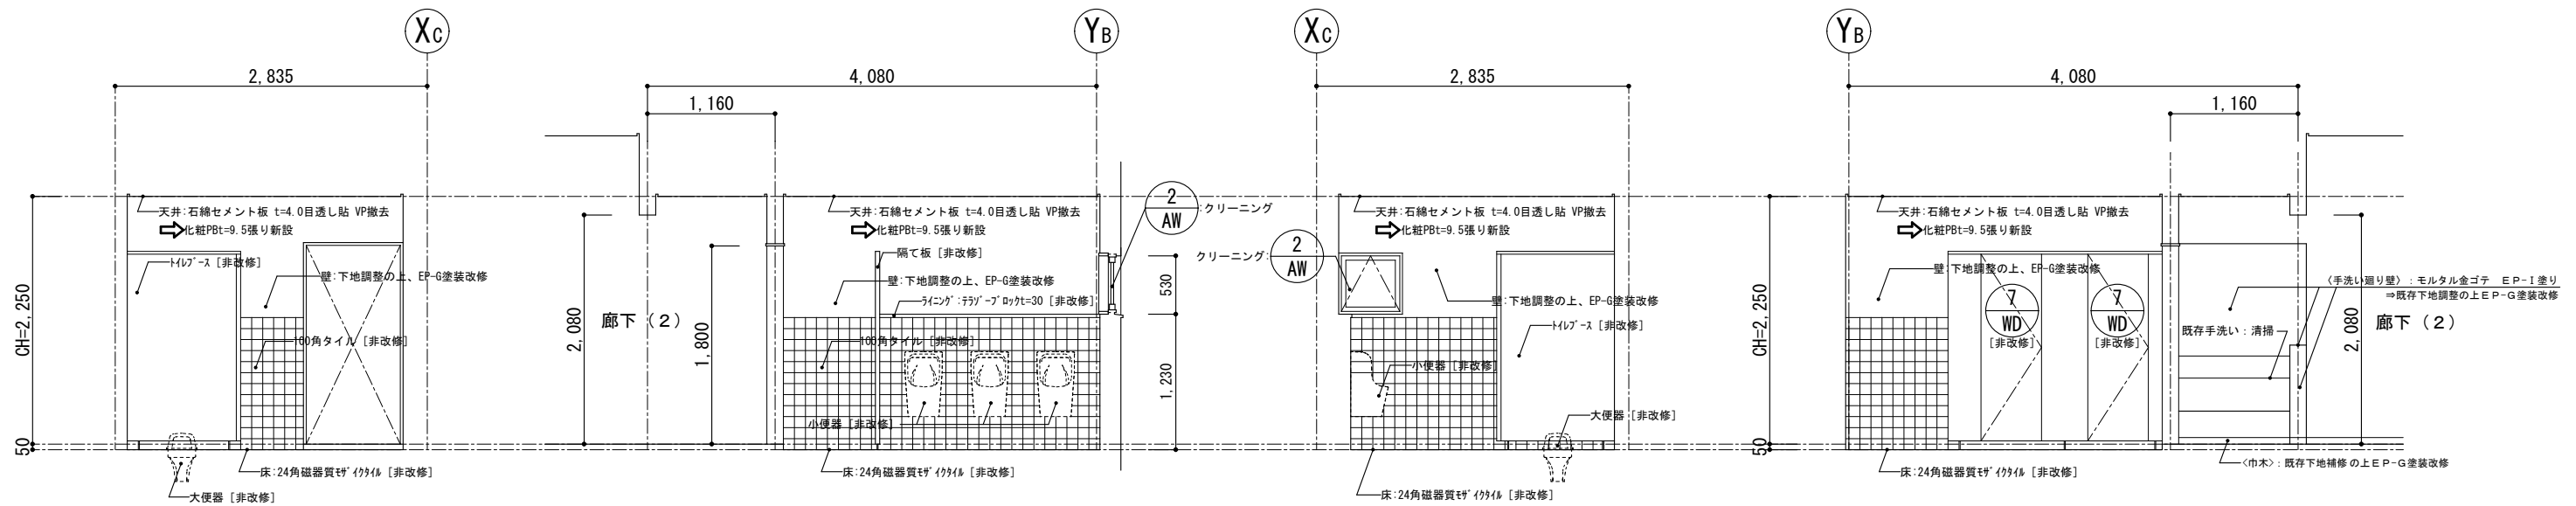 XC
2,835
天井:石綿セメント板 t=4.0目透し貼 VP撤去
化粧PBt=9.5張り新設
ﾄｲﾚﾌﾞｰｽ [非改修]
壁:下地調整の上、EP-G塗装改修
100角タイル [非改修]
CH=2,250
50
床:24角磁器質ﾓｻﾞｲｸﾀｲﾙ [非改修]
大便器 [非改修]
YB
4,080
1,160
天井:石綿セメント板 t=4.0目透し貼 VP撤去
化粧PBt=9.5張り新設
隔て板 [非改修]
壁:下地調整の上、EP-G塗装改修
ﾗｲﾆﾝｸﾞ:ﾃﾗｿﾞｰﾌﾞﾛｯｸt=30 [非改修]
廊下（2）
2,080
1,800
100角タイル [非改修]
小便器 [非改修]
床:24角磁器質ﾓｻﾞｲｸﾀｲﾙ [非改修]
2
AW
:クリーニング
530
1,230
XC
2,835
天井:石綿セメント板 t=4.0目透し貼 VP撤去
化粧PBt=9.5張り新設
クリーニング:
2
AW
壁:下地調整の上、EP-G塗装改修
ﾄｲﾚﾌﾞｰｽ [非改修]
小便器 [非改修]
大便器 [非改修]
床:24角磁器質ﾓｻﾞｲｸﾀｲﾙ [非改修]
YB
4,080
1,160
天井:石綿セメント板 t=4.0目透し貼 VP撤去
化粧PBt=9.5張り新設
壁:下地調整の上、EP-G塗装改修
CH=2,250
50
7
WD
[非改修]
7
WD
[非改修]
〈手洗い廻り壁〉：モルタル金ゴテ　ＥＰ-Ｉ塗り
⇒既存下地調整の上ＥＰ-Ｇ塗装改修
既存手洗い：清掃
2,080
廊下（2）
〈巾木〉：既存下地補修の上ＥＰ-Ｇ塗装改修
床:24角磁器質ﾓｻﾞｲｸﾀｲﾙ [非改修]